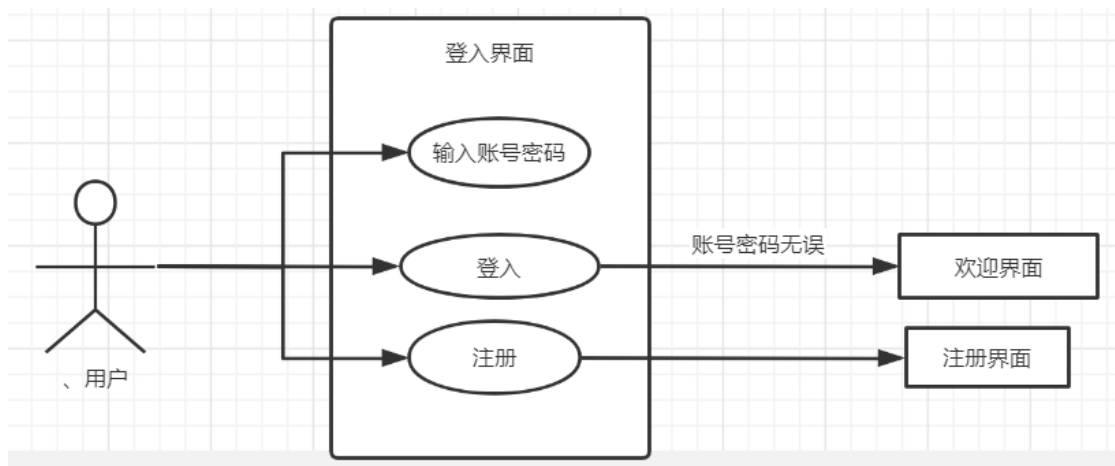 登入界面
输入账号密码
登入
账号密码无误
欢迎界面
注册
注册界面
、用户